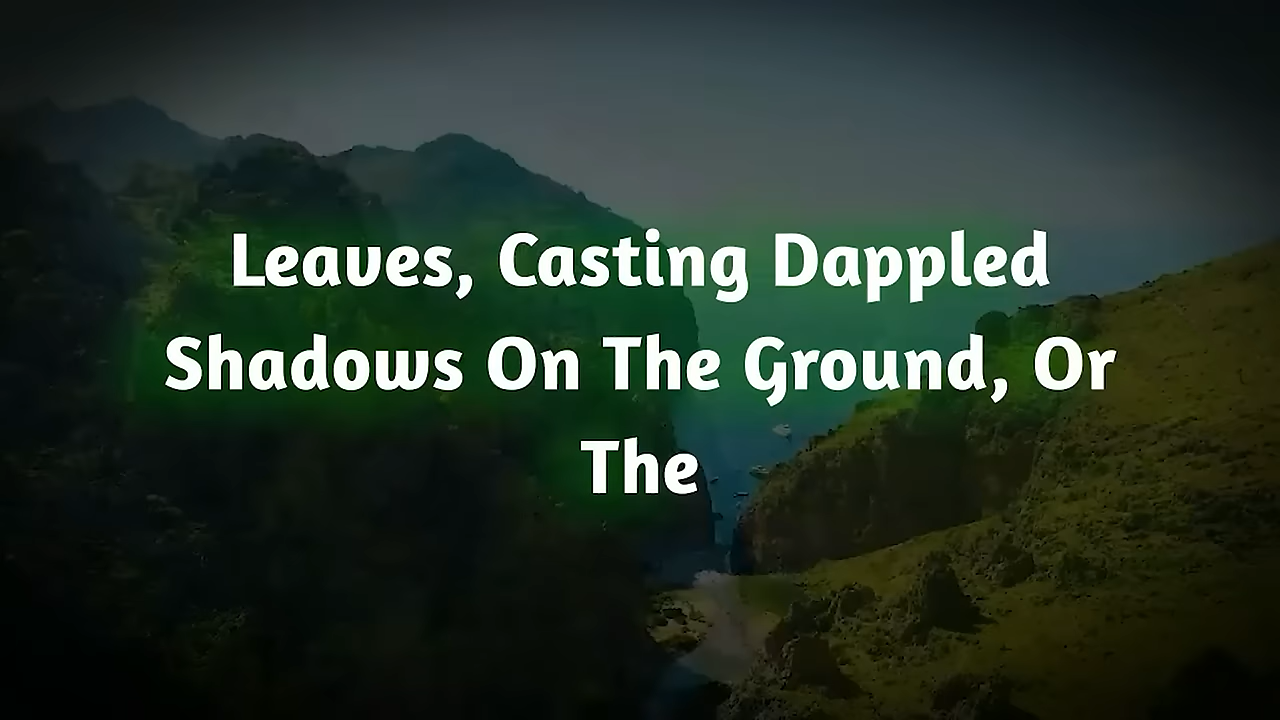 Leaves, Casting Dappled
Shadows On The Ground, Or
The